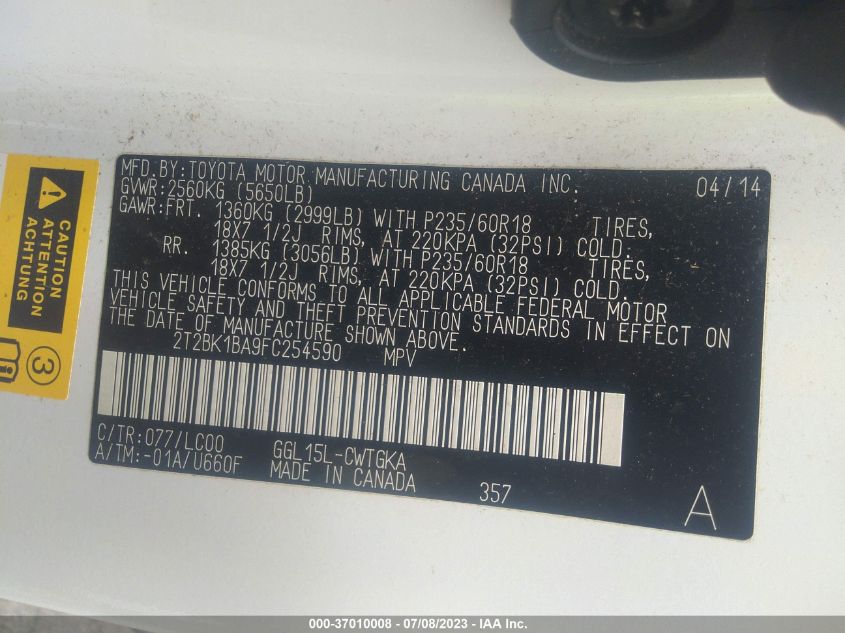 CAUTION
ATTENTION
ACHTUNG
3
MFD.BY:TOYOTA MOTOR MANUFACTURING CANADA INC. 04/14
GVWR:2560KG (5650LB)
GAWR:FRT. 1360KG (2999LB) WITH P235/60R18 TIRES,
18X7 1/2J RIMS, AT 220KPA (32PSI) COLD.
RR. 1385KG (3056LB) WITH P235/60R18 TIRES,
18X7 1/2J RIMS, AT 220KPA (32PSI) COLD.
THIS VEHICLE CONFORMS TO ALL APPLICABLE FEDERAL MOTOR
VEHICLE SAFETY AND THEFT PREVENTION STANDARDS IN EFFECT ON
THE DATE OF MANUFACTURE SHOWN ABOVE.
2T2BK1BA9FC254590 MPV
C/TR:077/LC00 GGL15L-CWTGKA
A/TM:-01A/U660F MADE IN CANADA 357 A
000-37010008 - 07/08/2023 - IAA Inc.